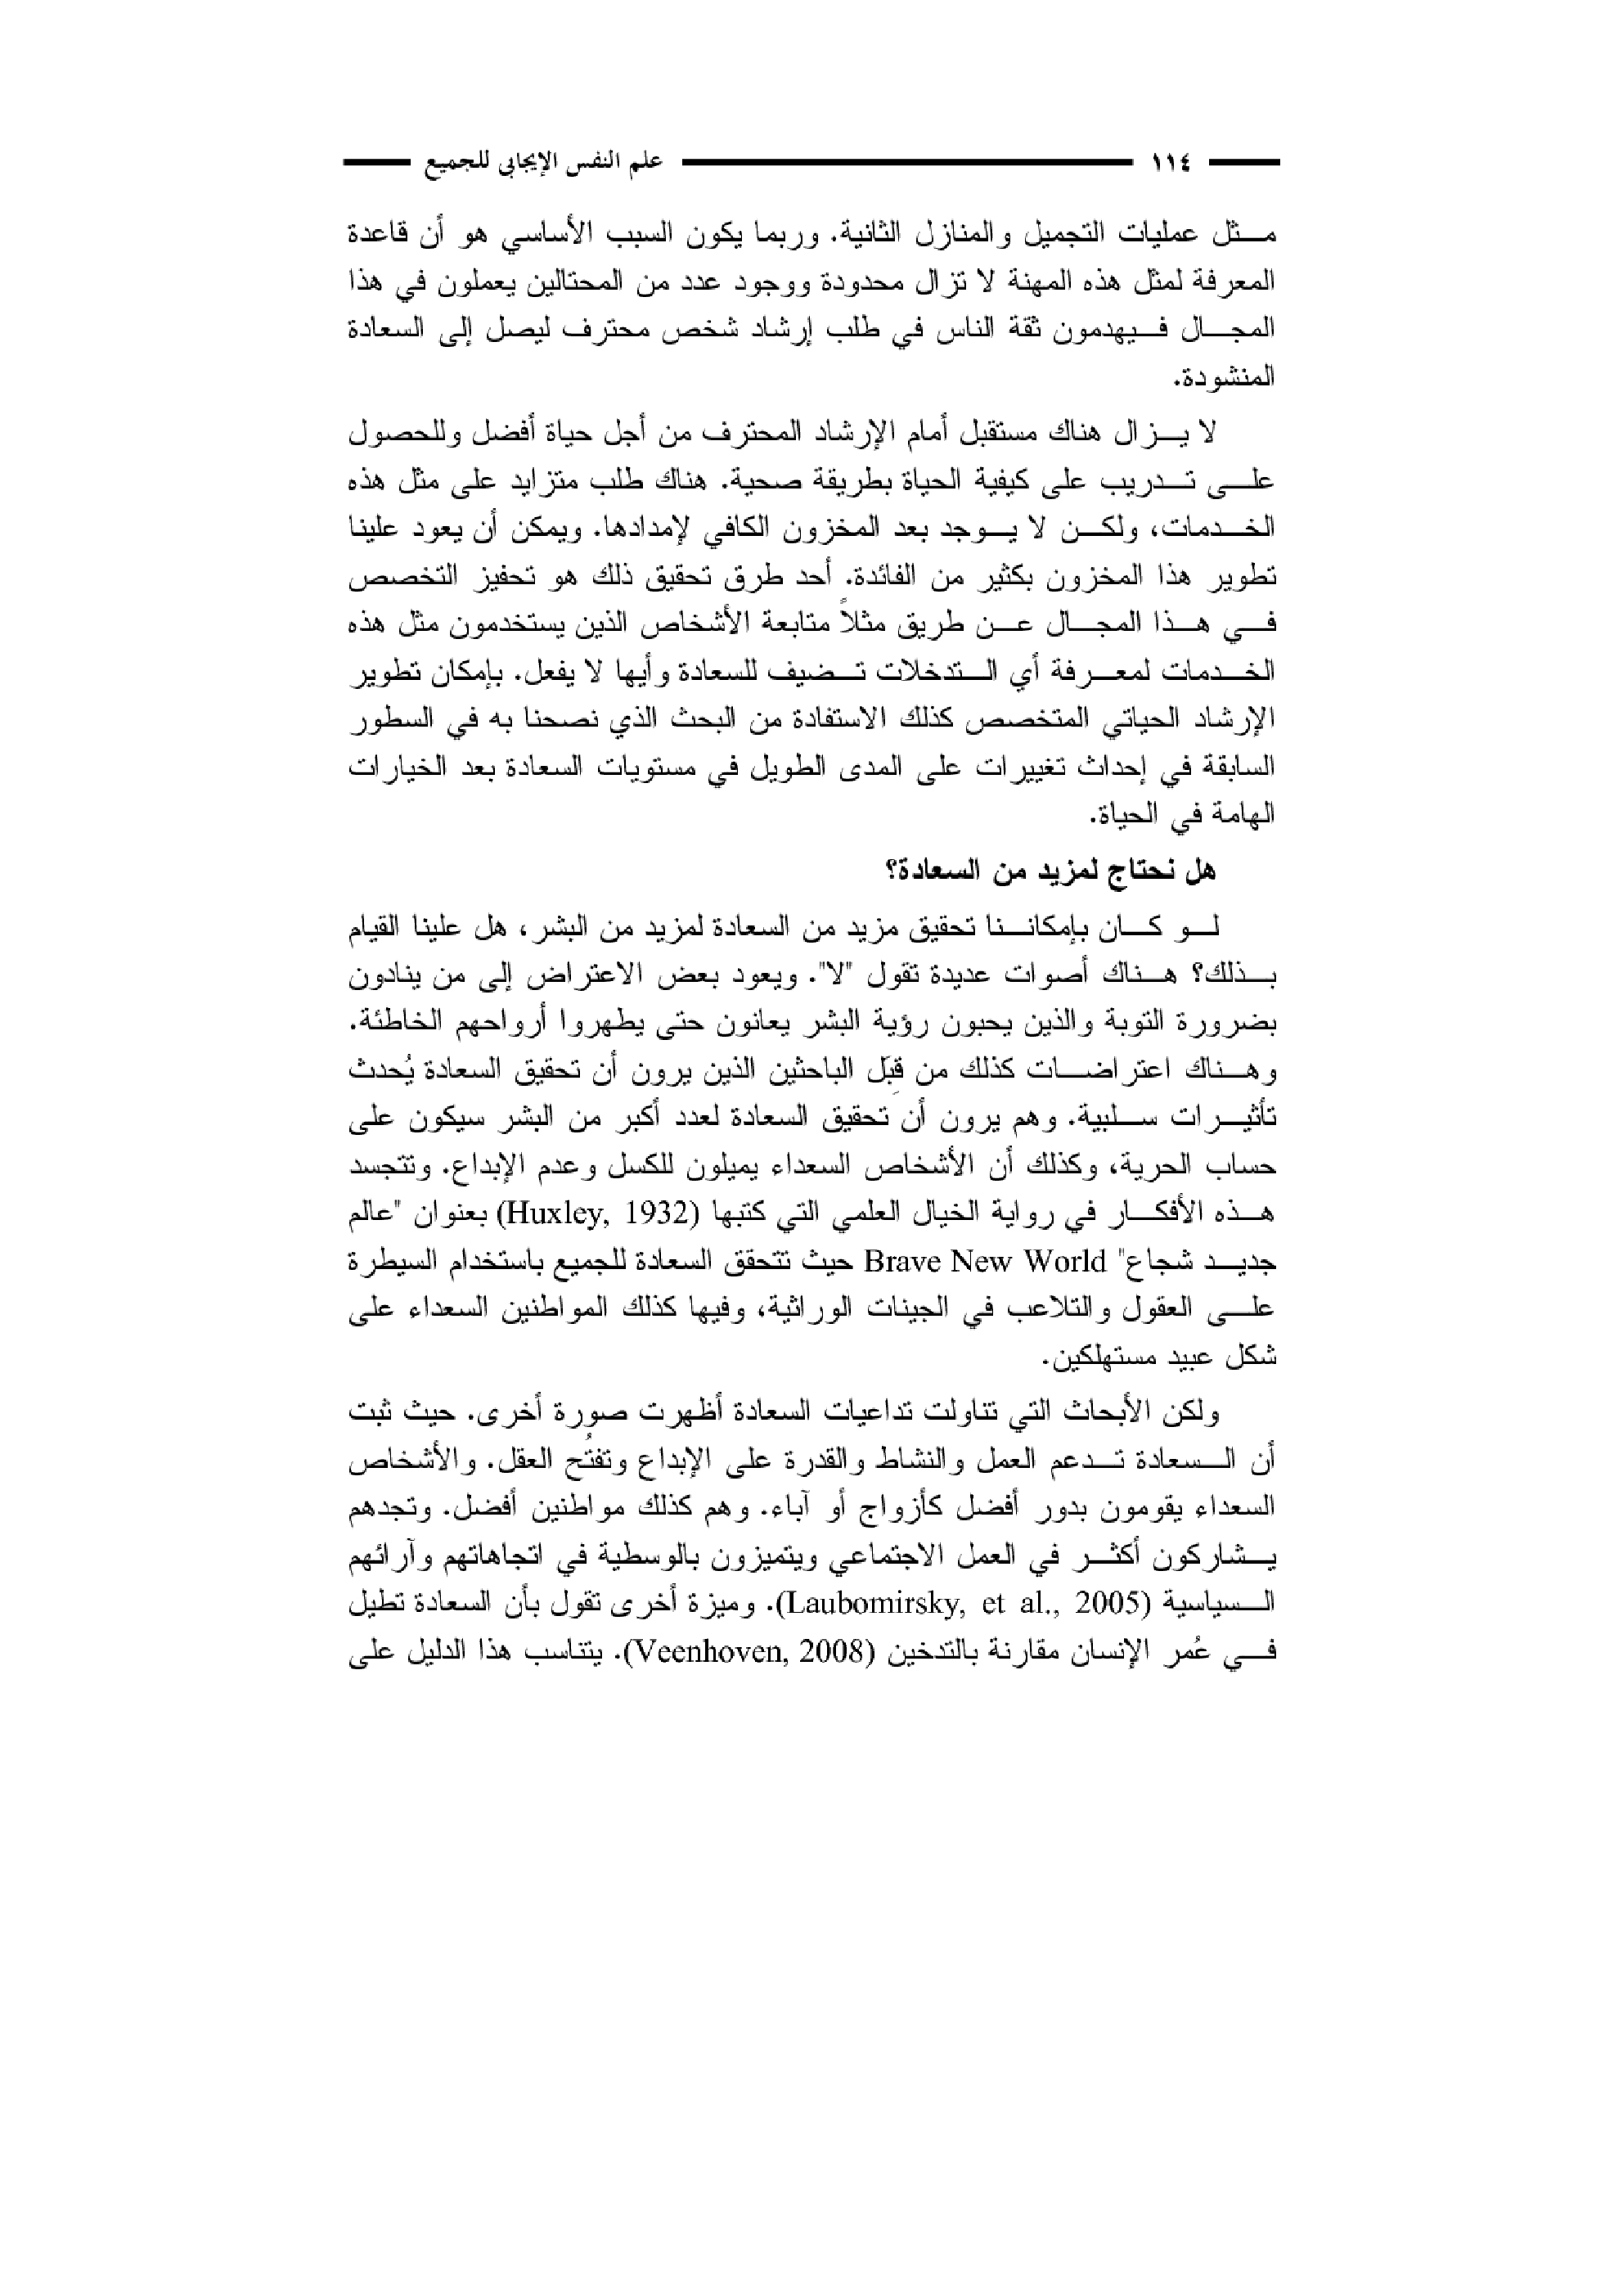 ١١٤ علم النفس الإيجابي للجميع
مثل عمليات التجميل والمنازل الثانية. وربما يكون السبب الأساسي هو أن قاعدة
المعرفة لمثل هذه المهنة لا تزال محدودة ووجود عدد من المحتالين يعملون في هذا
المجال فيهدمون ثقة الناس في طلب إرشاد شخص محترف ليصل إلى السعادة
المنشودة.
لا يزال هناك مستقبل أمام الإرشاد المحترف من أجل حياة أفضل وللحصول
على تدريب على كيفية الحياة بطريقة صحية. هناك طلب متزايد على مثل هذه
الخدمات، ولكن لا يوجد بعد المخزون الكافي لإمدادها. ويمكن أن يعود علينا
تطوير هذا المخزون بكثير من الفائدة. أحد طرق تحقيق ذلك هو تحفيز التخصص
في هذا المجال عن طريق مثلاً متابعة الأشخاص الذين يستخدمون مثل هذه
الخدمات لمعرفة أي التدخلات تضيف للسعادة وأيها لا يفعل. بإمكان تطوير
الإرشاد الحياتي المتخصص كذلك الاستفادة من البحث الذي نصحنا به في السطور
السابقة في إحداث تغييرات على المدى الطويل في مستويات السعادة بعد الخيارات
الهامة في الحياة.
هل نحتاج لمزيد من السعادة؟
لو كان بإمكاننا تحقيق مزيد من السعادة لمزيد من البشر، هل علينا القيام
بذلك؟ هناك أصوات عديدة تقول "لا". ويعود بعض الاعتراض إلى من ينادون
بضرورة التوبة والذين يحبون رؤية البشر يعانون حتى يطهروا أرواحهم الخاطئة.
وهناك اعتراضات كذلك من قِبَل الباحثين الذين يرون أن تحقيق السعادة يُحدث
تأثيرات سلبية. وهم يرون أن تحقيق السعادة لعدد أكبر من البشر سيكون على
حساب الحرية، وكذلك أن الأشخاص السعداء يميلون للكسل وعدم الإبداع. وتتجسد
هذه الأفكار في رواية الخيال العلمي التي كتبها (Huxley, 1932) بعنوان "عالم
جديد شجاع" Brave New World حيث تتحقق السعادة للجميع باستخدام السيطرة
على العقول والتلاعب في الجينات الوراثية، وفيها كذلك المواطنين السعداء على
شكل عبيد مستهلكين.
ولكن الأبحاث التي تناولت تداعيات السعادة أظهرت صورة أخرى. حيث ثبت
أن السعادة تدعم العمل والنشاط والقدرة على الإبداع وتفتُح العقل. والأشخاص
السعداء يقومون بدور أفضل كأزواج أو آباء. وهم كذلك مواطنين أفضل. وتجدهم
يشاركون أكثر في العمل الاجتماعي ويتميزون بالوسطية في اتجاهاتهم وآرائهم
السياسية (Laubomirsky, et al., 2005). وميزة أخرى تقول بأن السعادة تطيل
في عُمر الإنسان مقارنة بالتدخين (Veenhoven, 2008). يتناسب هذا الدليل على